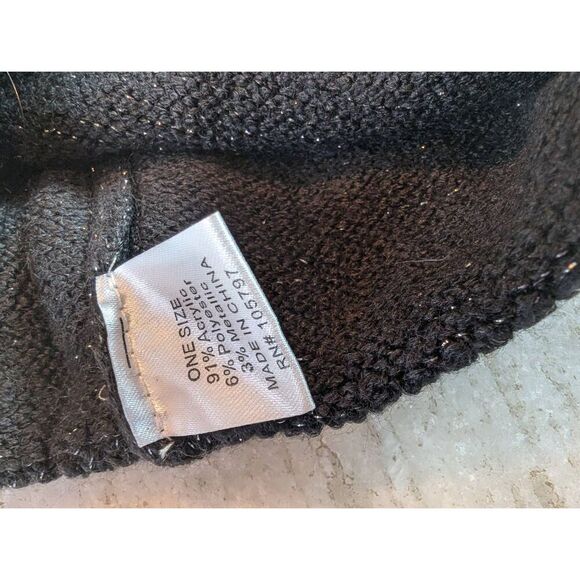 ONE SIZE
91% Acrylic
6% Polyester
3% Metallic
MADE IN CHINA
RN# 105797